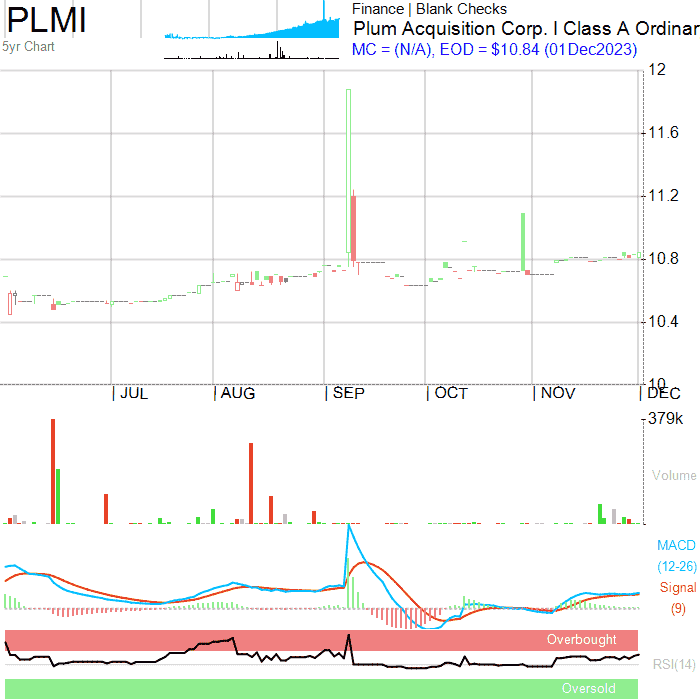 PLMI
5yr Chart
Finance | Blank Checks
Plum Acquisition Corp. I Class A Ordinar
MC = (N/A), EOD = $10.84 (01Dec2023)
12
11.6
11.2
10.8
10.4
10
| JUL | AUG | SEP | OCT | NOV | DEC
379k
Volume
MACD
(12-26)
Signal
(9)
Overbought
RSI(14)
Oversold